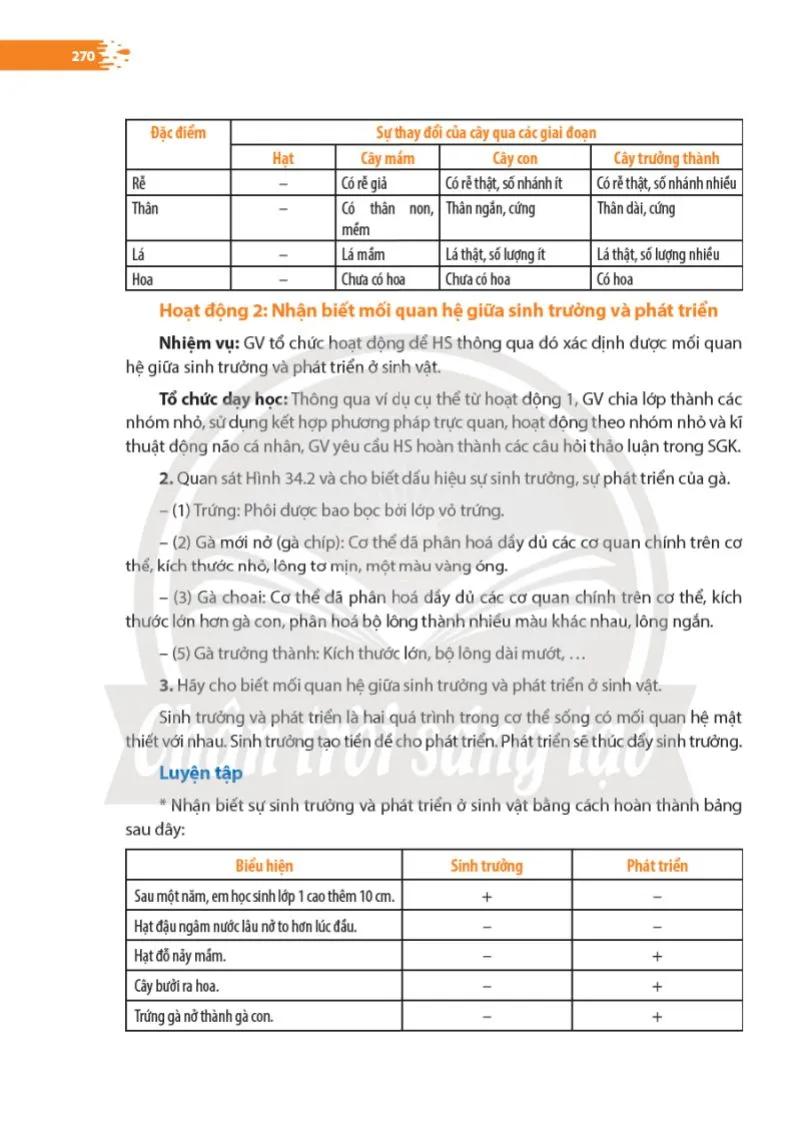 270
Đặc điểm Sự thay đổi của cây qua các giai đoạn
Hạt Cây mầm Cây con Cây trưởng thành
Rễ – Có rễ giả Có rễ thật, số nhánh ít Có rễ thật, số nhánh nhiều
Thân – Có thân non, mềm Thân ngắn, cứng Thân dài, cứng
Lá – Lá mầm Lá thật, số lượng ít Lá thật, số lượng nhiều
Hoa – Chưa có hoa Chưa có hoa Có hoa
Hoạt động 2: Nhận biết mối quan hệ giữa sinh trưởng và phát triển
Nhiệm vụ: GV tổ chức hoạt động để HS thông qua đó xác định được mối quan
hệ giữa sinh trưởng và phát triển ở sinh vật.
Tổ chức dạy học: Thông qua ví dụ cụ thể từ hoạt động 1, GV chia lớp thành các
nhóm nhỏ, sử dụng kết hợp phương pháp trực quan, hoạt động theo nhóm nhỏ và kĩ
thuật động não cá nhân, GV yêu cầu HS hoàn thành các câu hỏi thảo luận trong SGK.
2. Quan sát Hình 34.2 và cho biết dấu hiệu sự sinh trưởng, sự phát triển của gà.
– (1) Trứng: Phôi được bao bọc bởi lớp vỏ trứng.
– (2) Gà mới nở (gà chíp): Cơ thể đã phân hoá đầy đủ các cơ quan chính trên cơ
thể, kích thước nhỏ, lông tơ mịn, một màu vàng óng.
– (3) Gà choai: Cơ thể đã phân hoá đầy đủ các cơ quan chính trên cơ thể, kích
thước lớn hơn gà con, phân hoá bộ lông thành nhiều màu khác nhau, lông ngắn.
– (5) Gà trưởng thành: Kích thước lớn, bộ lông dài mướt, …
3. Hãy cho biết mối quan hệ giữa sinh trưởng và phát triển ở sinh vật.
Sinh trưởng và phát triển là hai quá trình trong cơ thể sống có mối quan hệ mật
thiết với nhau. Sinh trưởng tạo tiền đề cho phát triển. Phát triển sẽ thúc đẩy sinh trưởng.
Chân trời sáng tạo
Luyện tập
* Nhận biết sự sinh trưởng và phát triển ở sinh vật bằng cách hoàn thành bảng
sau đây:
Biểu hiện Sinh trưởng Phát triển
Sau một năm, em học sinh lớp 1 cao thêm 10 cm. + –
Hạt đậu ngâm nước lâu nở to hơn lúc đầu. – –
Hạt đỗ nảy mầm. – +
Cây bưởi ra hoa. – +
Trứng gà nở thành gà con. – +